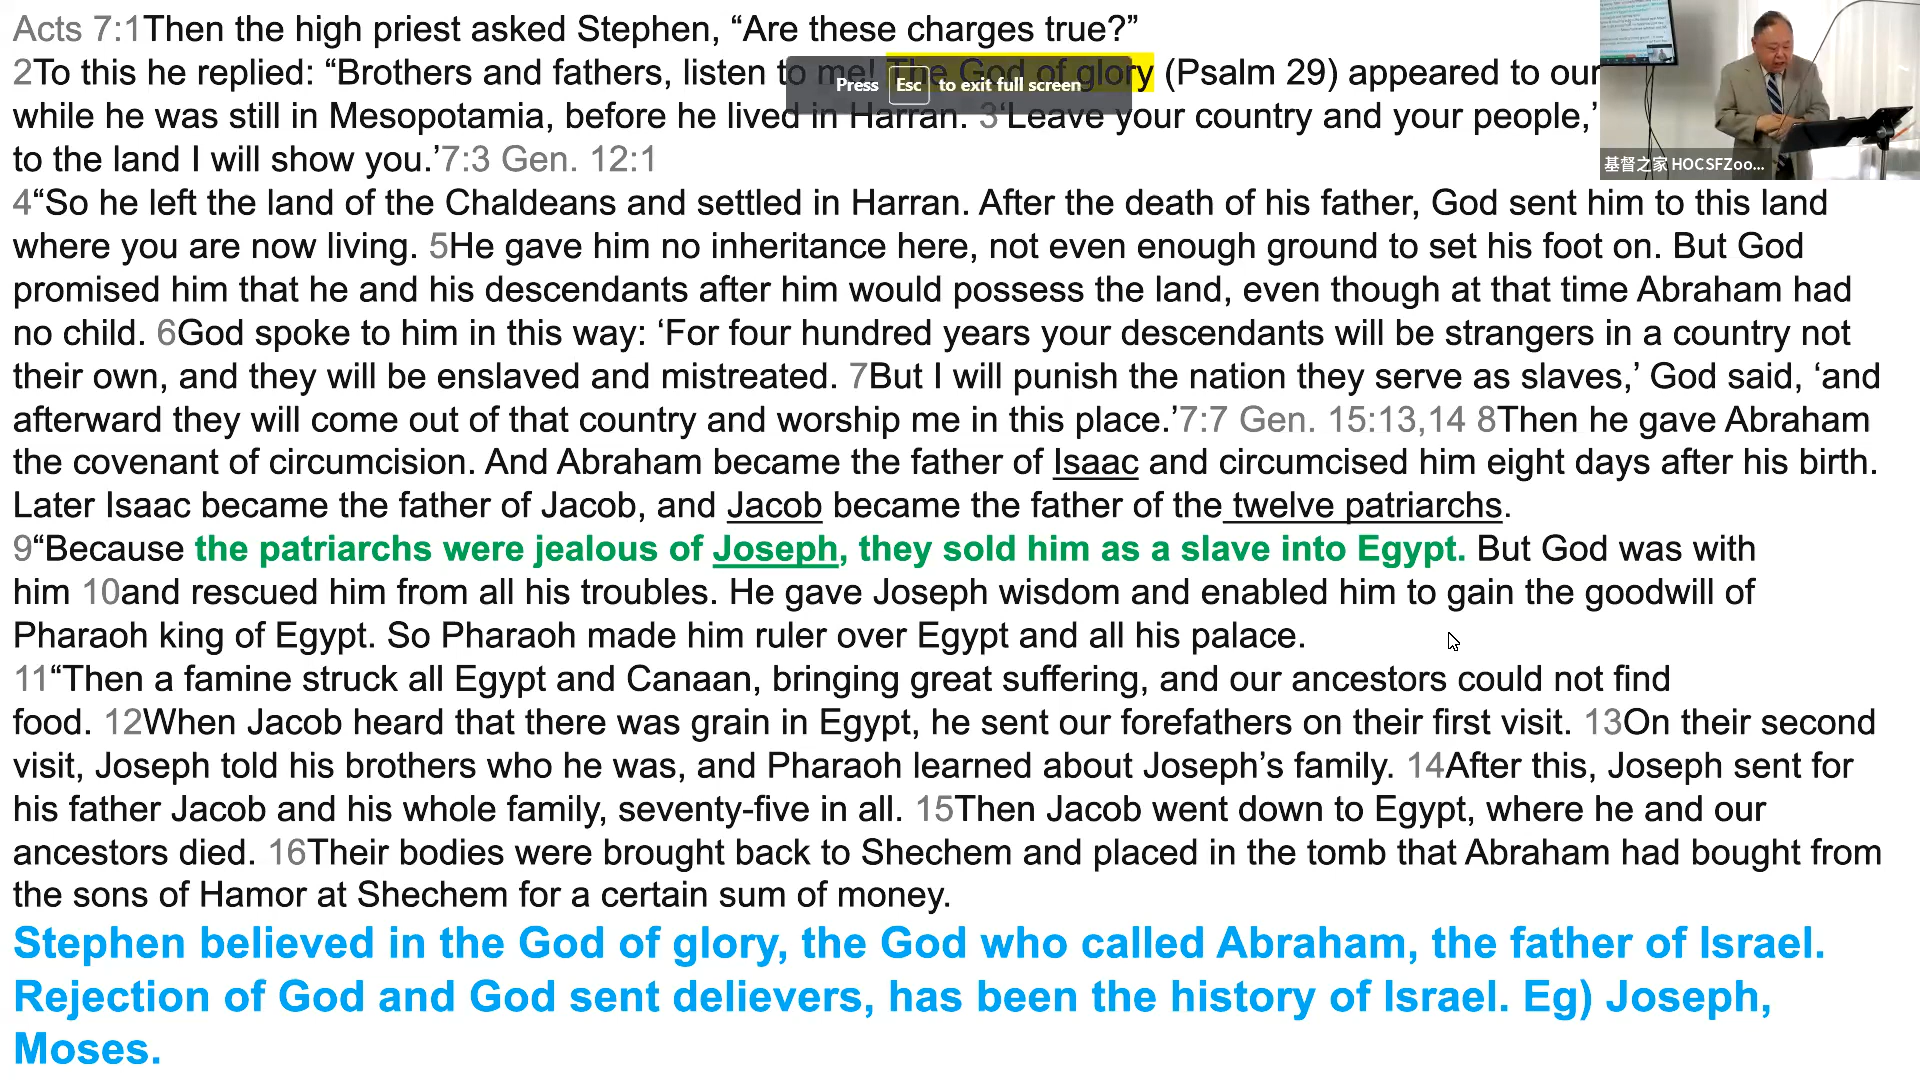 Acts 7:1Then the high priest asked Stephen, “Are these charges true?”
2To this he replied: “Brothers and fathers, listen to me! The God of glory (Psalm 29) appeared to our
Press Esc to exit full screen
while he was still in Mesopotamia, before he lived in Harran. 3‘Leave your country and your people,’
to the land I will show you.’7:3 Gen. 12:1
基督之家 HOCSFZoo...
4“So he left the land of the Chaldeans and settled in Harran. After the death of his father, God sent him to this land
where you are now living. 5He gave him no inheritance here, not even enough ground to set his foot on. But God
promised him that he and his descendants after him would possess the land, even though at that time Abraham had
no child. 6God spoke to him in this way: ‘For four hundred years your descendants will be strangers in a country not
their own, and they will be enslaved and mistreated. 7But I will punish the nation they serve as slaves,’ God said, ‘and
afterward they will come out of that country and worship me in this place.’7:7 Gen. 15:13,14 8Then he gave Abraham
the covenant of circumcision. And Abraham became the father of Isaac and circumcised him eight days after his birth.
Later Isaac became the father of Jacob, and Jacob became the father of the twelve patriarchs.
9“Because the patriarchs were jealous of Joseph, they sold him as a slave into Egypt. But God was with
him 10and rescued him from all his troubles. He gave Joseph wisdom and enabled him to gain the goodwill of
Pharaoh king of Egypt. So Pharaoh made him ruler over Egypt and all his palace.
11“Then a famine struck all Egypt and Canaan, bringing great suffering, and our ancestors could not find
food. 12When Jacob heard that there was grain in Egypt, he sent our forefathers on their first visit. 13On their second
visit, Joseph told his brothers who he was, and Pharaoh learned about Joseph’s family. 14After this, Joseph sent for
his father Jacob and his whole family, seventy-five in all. 15Then Jacob went down to Egypt, where he and our
ancestors died. 16Their bodies were brought back to Shechem and placed in the tomb that Abraham had bought from
the sons of Hamor at Shechem for a certain sum of money.
Stephen believed in the God of glory, the God who called Abraham, the father of Israel.
Rejection of God and God sent delievers, has been the history of Israel. Eg) Joseph,
Moses.